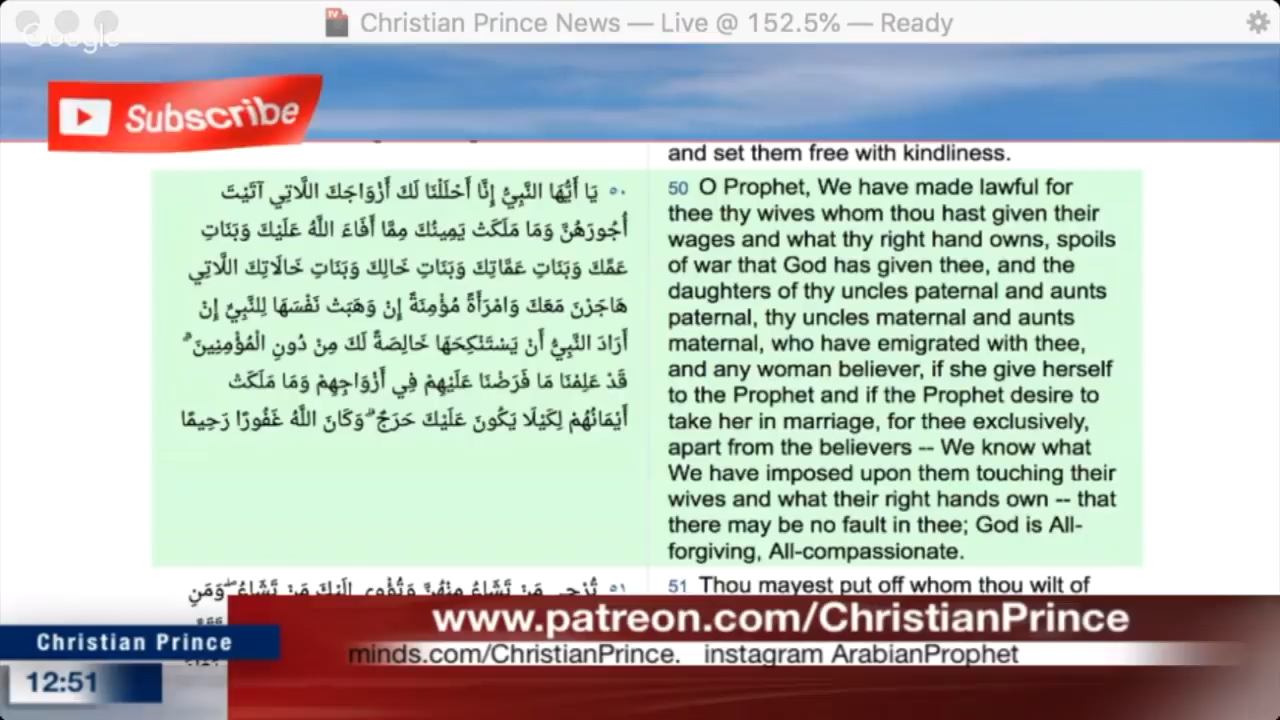 Christian Prince News — Live @ 152.5% — Ready
Google
Subscribe
and set them free with kindliness.
٥٠ يَا أَيُّهَا النَّبِيُّ إِنَّا أَحْلَلْنَا لَكَ أَزْوَاجَكَ اللَّاتِي آتَيْتَ
أُجُورَهُنَّ وَمَا مَلَكَتْ يَمِينُكَ مِمَّا أَفَاءَ اللَّهُ عَلَيْكَ وَبَنَاتِ
عَمِّكَ وَبَنَاتِ عَمَّاتِكَ وَبَنَاتِ خَالِكَ وَبَنَاتِ خَالَاتِكَ اللَّاتِي
هَاجَرْنَ مَعَكَ وَامْرَأَةً مُؤْمِنَةً إِنْ وَهَبَتْ نَفْسَهَا لِلنَّبِيِّ إِنْ
أَرَادَ النَّبِيُّ أَنْ يَسْتَنْكِحَهَا خَالِصَةً لَكَ مِنْ دُونِ الْمُؤْمِنِينَ ۗ
قَدْ عَلِمْنَا مَا فَرَضْنَا عَلَيْهِمْ فِي أَزْوَاجِهِمْ وَمَا مَلَكَتْ
أَيْمَانُهُمْ لِكَيْلَا يَكُونَ عَلَيْكَ حَرَجٌ ۗ وَكَانَ اللَّهُ غَفُورًا رَحِيمًا
50 O Prophet, We have made lawful for
thee thy wives whom thou hast given their
wages and what thy right hand owns, spoils
of war that God has given thee, and the
daughters of thy uncles paternal and aunts
paternal, thy uncles maternal and aunts
maternal, who have emigrated with thee,
and any woman believer, if she give herself
to the Prophet and if the Prophet desire to
take her in marriage, for thee exclusively,
apart from the believers -- We know what
We have imposed upon them touching their
wives and what their right hands own -- that
there may be no fault in thee; God is All-
forgiving, All-compassionate.
٥١ تُرْجِي مَنْ تَشَاءُ مِنْهُنَّ وَتُؤْوِي إِلَيْكَ مَنْ تَشَاءُ ۖ وَمَنِ
51 Thou mayest put off whom thou wilt of
www.patreon.com/ChristianPrince
Christian Prince
minds.com/ChristianPrince. instagram ArabianProphet
12:51